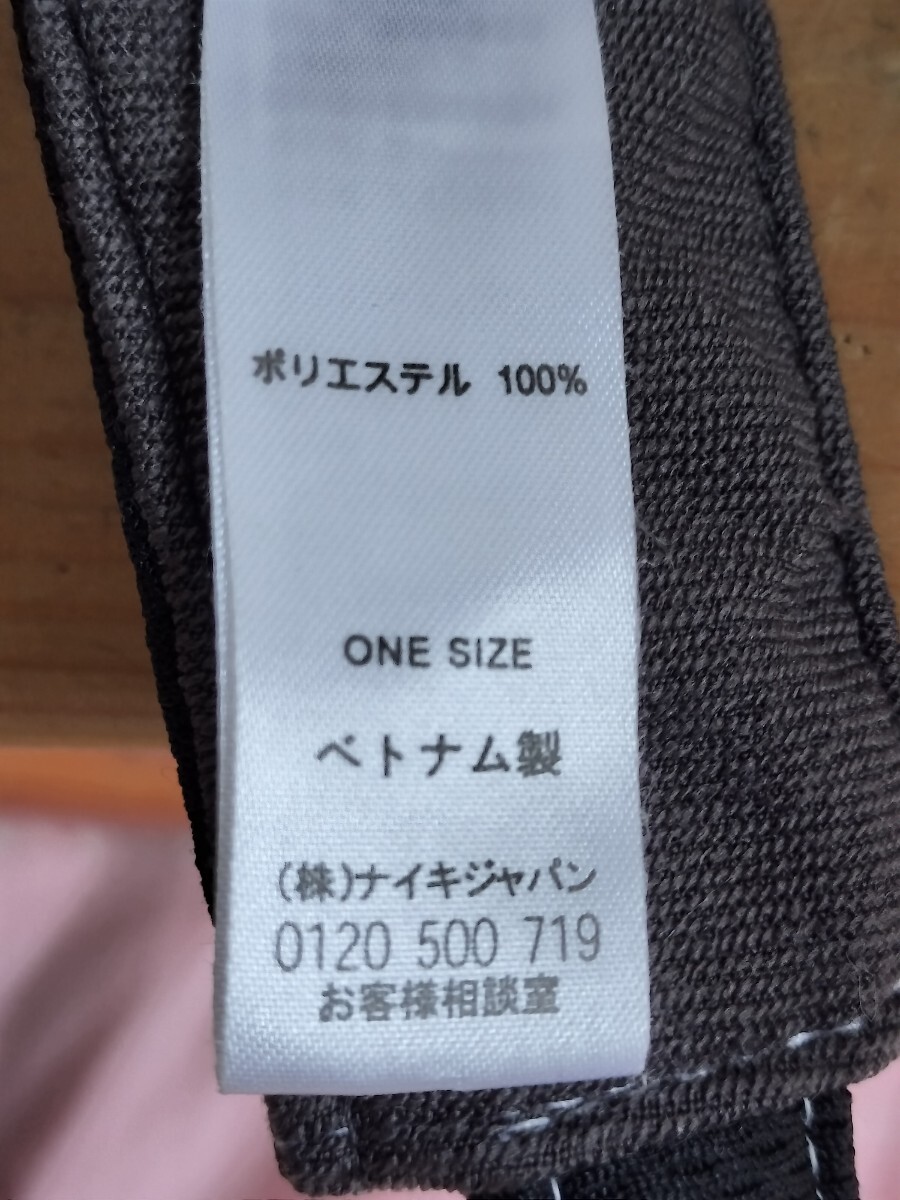 ポリエステル 100%
ONE SIZE
ベトナム製
(株)ナイキジャパン
0120 500 719
お客様相談室